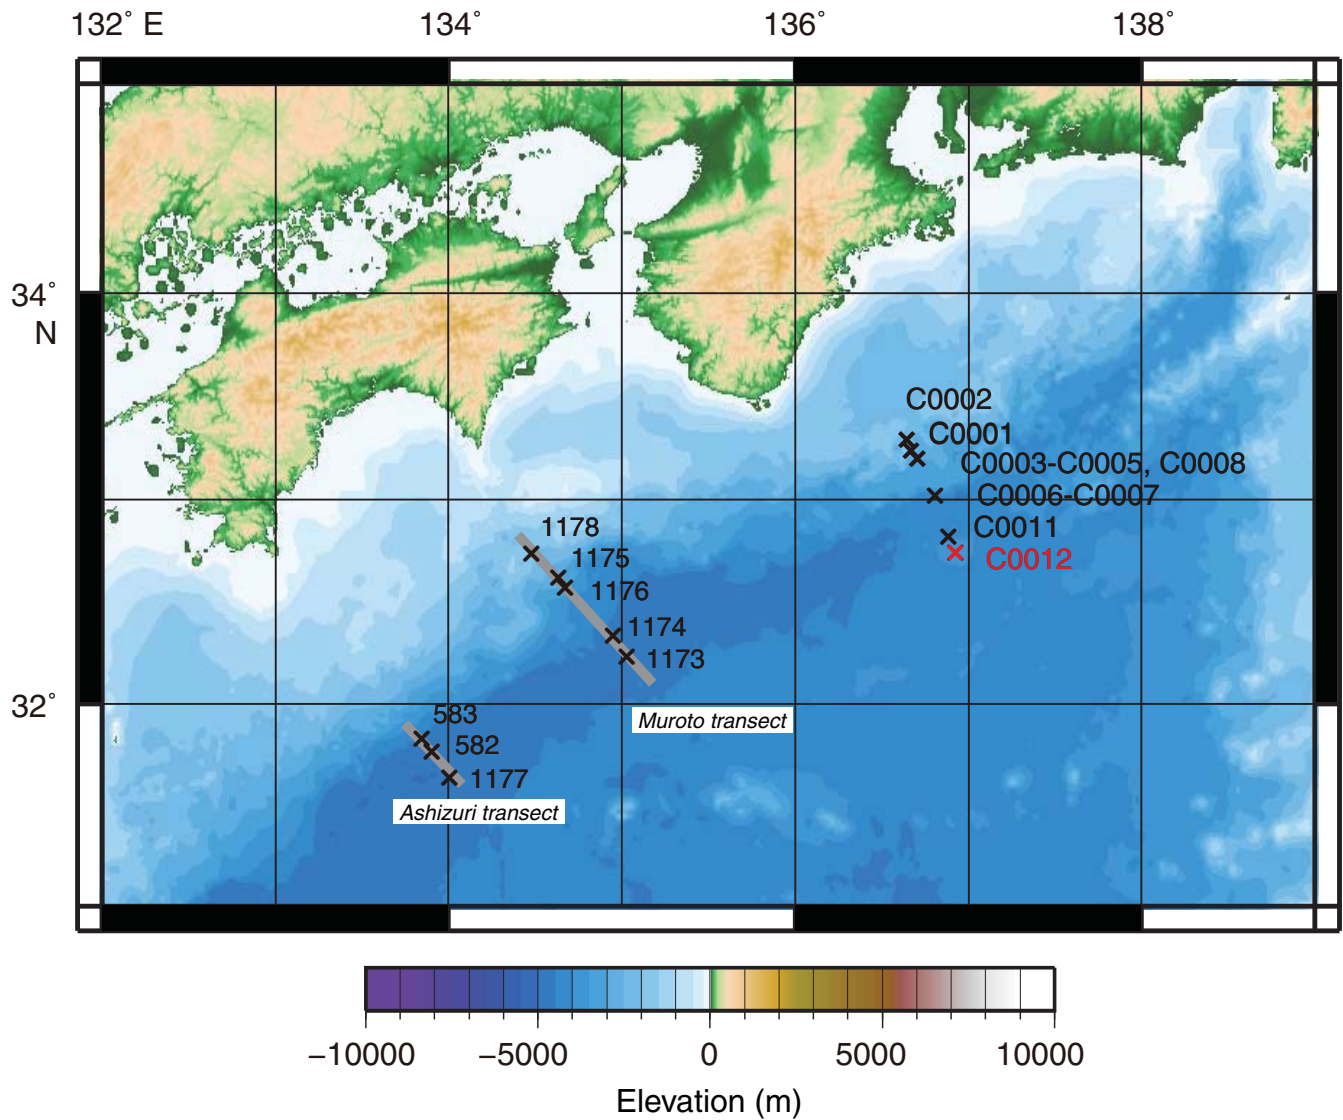 132˚ E 134˚ 136˚ 138˚
34˚
N
C0002
C0001
C0003-C0005, C0008
C0006-C0007
C0011
C0012
1178
1175
1176
1174
1173
32˚
Muroto transect
583
582
1177
Ashizuri transect
−10000 −5000 0 5000 10000
Elevation (m)